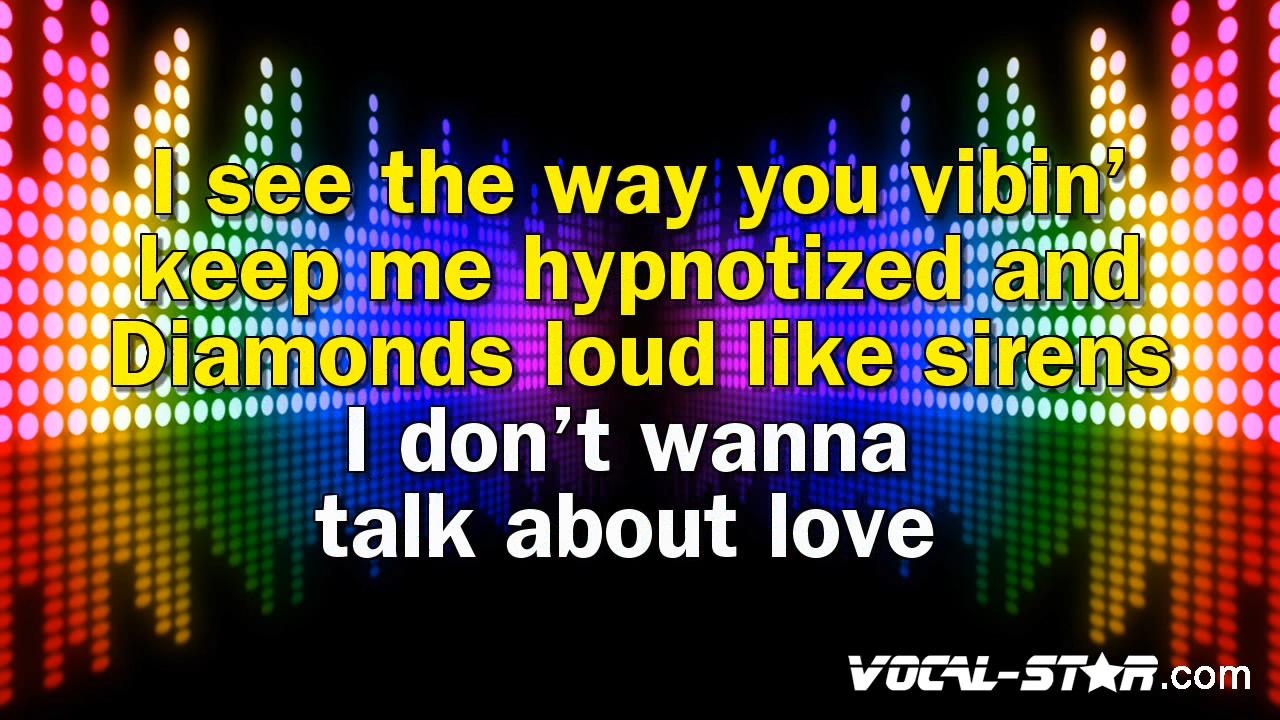 I see the way you vibin’
keep me hypnotized and
Diamonds loud like sirens
I don’t wanna
talk about love
VOCAL-STAR.com